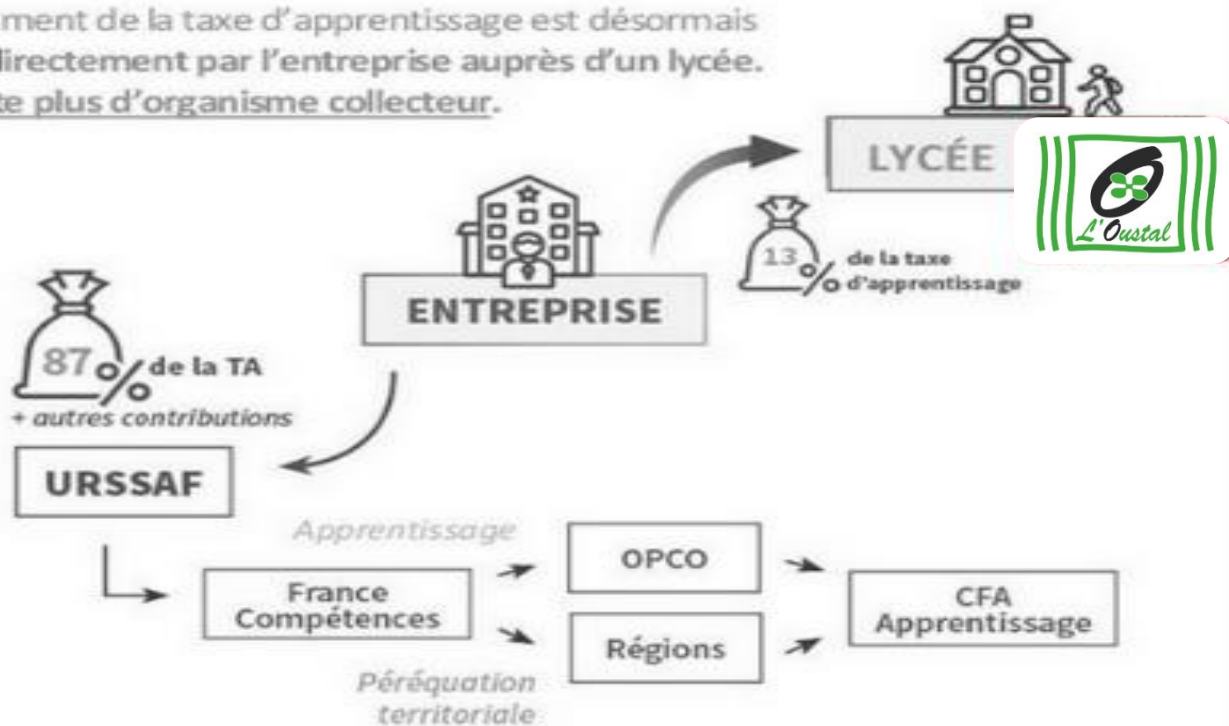 ment de la taxe d'apprentissage est désormais
directement par l'entreprise auprès d'un lycée.
te plus d'organisme collecteur.
LYCÉE
L'Oustal
13 % de la taxe
d'apprentissage
ENTREPRISE
87 % de la TA
+ autres contributions
URSSAF
Apprentissage
OPCO
France
Compétences
CFA
Apprentissage
Régions
Péréquation
territoriale